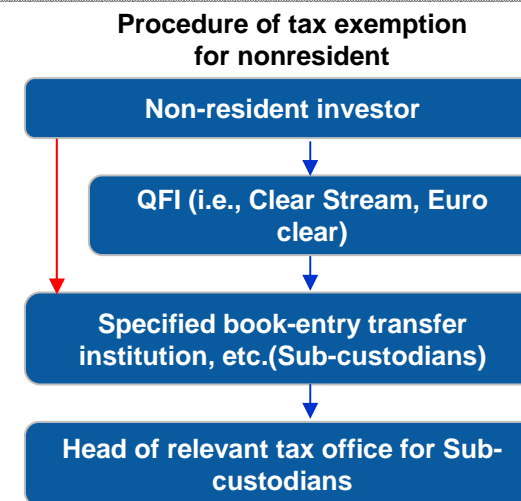 Procedure of tax exemption
for nonresident
Non-resident investor
QFI (i.e., Clear Stream, Euro
clear)
Specified book-entry transfer
institution, etc.(Sub-custodians)
Head of relevant tax office for Sub-
custodians